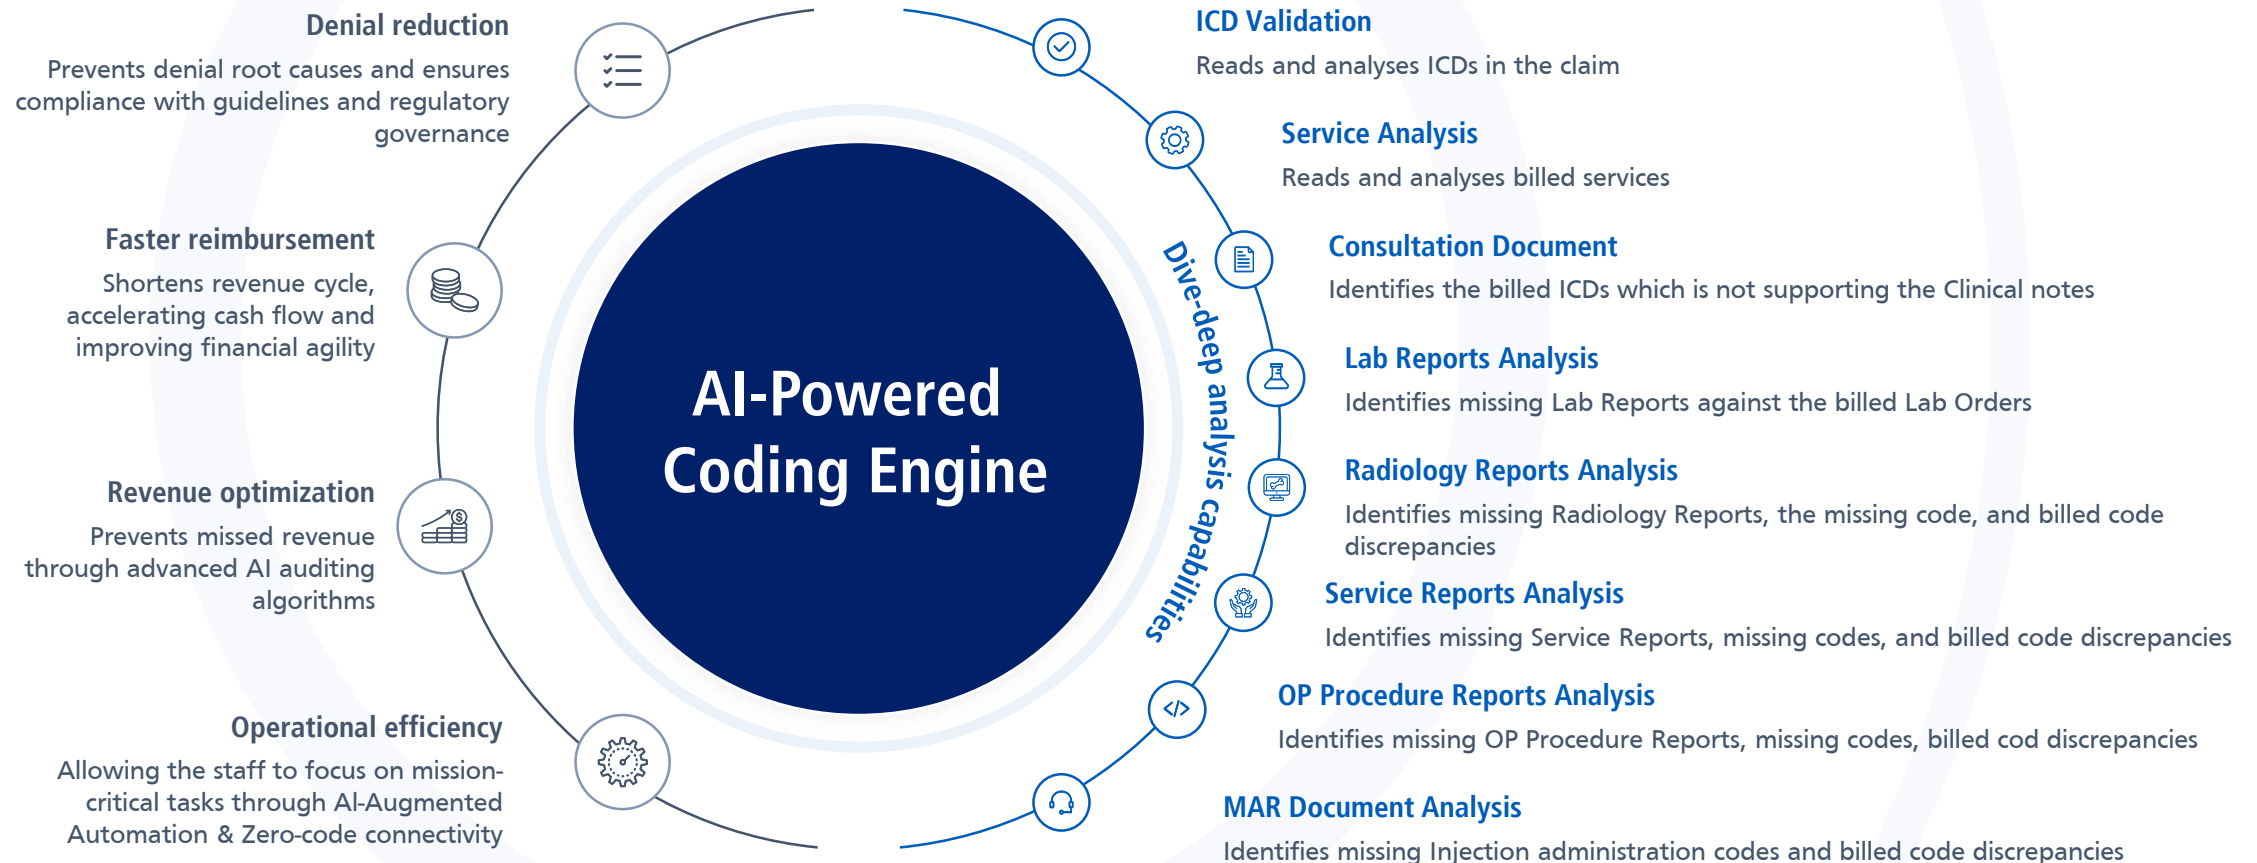 Denial reduction
Prevents denial root causes and ensures
compliance with guidelines and regulatory
governance
Faster reimbursement
Shortens revenue cycle,
accelerating cash flow and
improving financial agility
Revenue optimization
Prevents missed revenue
through advanced AI auditing
algorithms
Operational efficiency
Allowing the staff to focus on mission-
critical tasks through AI-Augmented
Automation & Zero-code connectivity
AI-Powered
Coding Engine
Dive-deep analysis capabilities
ICD Validation
Reads and analyses ICDs in the claim
Service Analysis
Reads and analyses billed services
Consultation Document
Identifies the billed ICDs which is not supporting the Clinical notes
Lab Reports Analysis
Identifies missing Lab Reports against the billed Lab Orders
Radiology Reports Analysis
Identifies missing Radiology Reports, the missing code, and billed code
discrepancies
Service Reports Analysis
Identifies missing Service Reports, missing codes, and billed code discrepancies
OP Procedure Reports Analysis
Identifies missing OP Procedure Reports, missing codes, billed cod discrepancies
MAR Document Analysis
Identifies missing Injection administration codes and billed code discrepancies